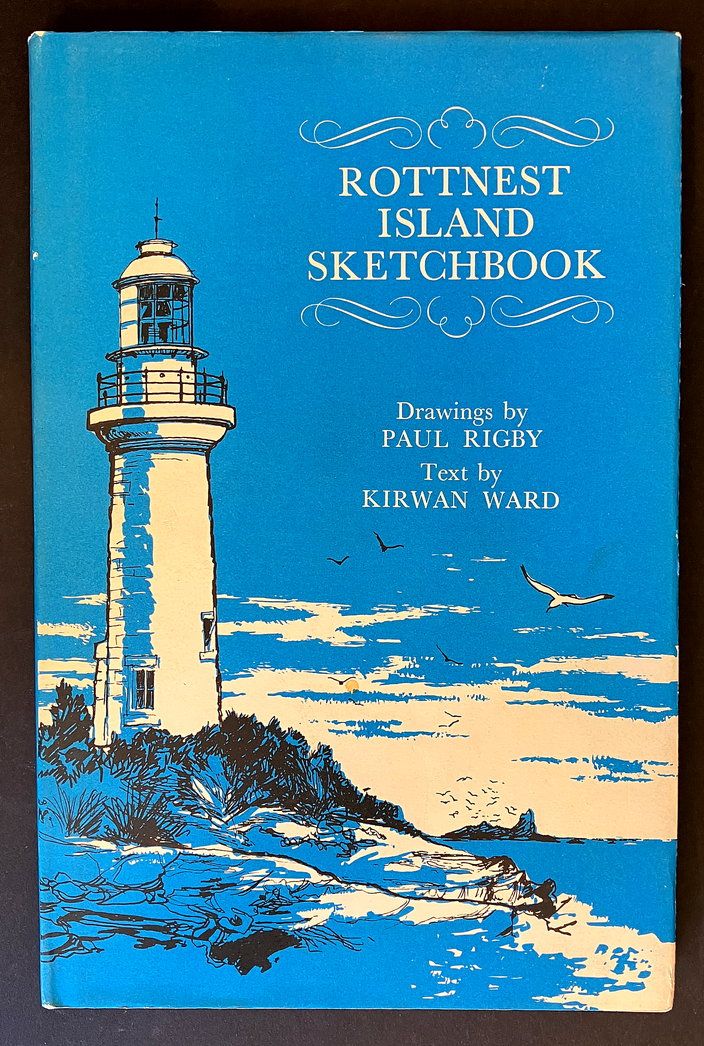 ROTTNEST
ISLAND
SKETCHBOOK
Drawings by
PAUL RIGBY
Text by
KIRWAN WARD